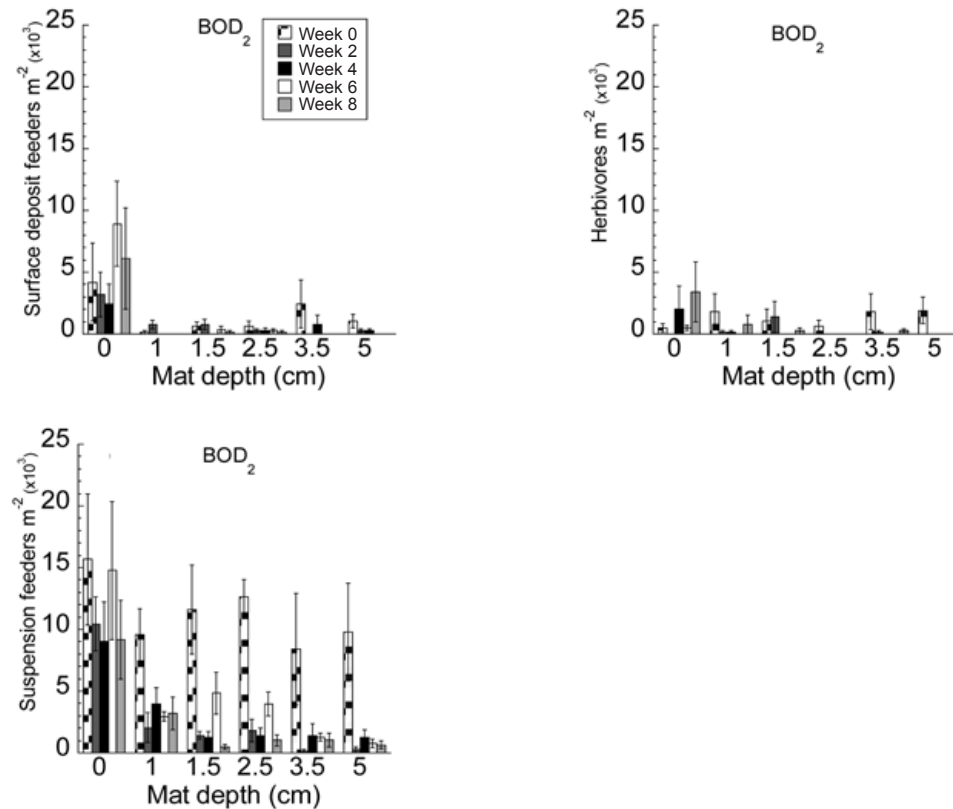 BOD₂
Week 0
Week 2
Week 4
Week 6
Week 8
Surface deposit feeders m⁻² (x10³)
25
20
15
10
5
0
0 1 1.5 2.5 3.5 5
Mat depth (cm)
BOD₂
Herbivores m⁻² (x10³)
25
20
15
10
5
0
0 1 1.5 2.5 3.5 5
Mat depth (cm)
BOD₂
Suspension feeders m⁻² (x10³)
25
20
15
10
5
0
0 1 1.5 2.5 3.5 5
Mat depth (cm)